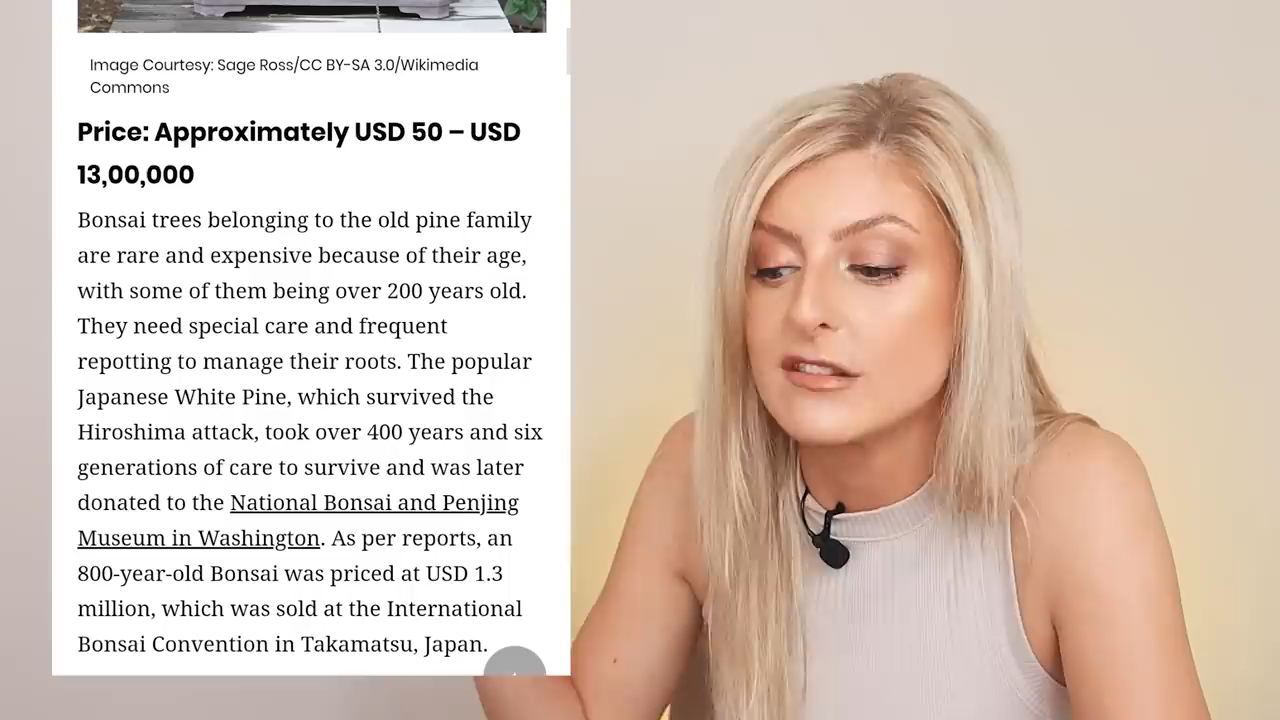 Image Courtesy: Sage Ross/CC BY-SA 3.0/Wikimedia
Commons
Price: Approximately USD 50 – USD
13,00,000
Bonsai trees belonging to the old pine family
are rare and expensive because of their age,
with some of them being over 200 years old.
They need special care and frequent
repotting to manage their roots. The popular
Japanese White Pine, which survived the
Hiroshima attack, took over 400 years and six
generations of care to survive and was later
donated to the National Bonsai and Penjing
Museum in Washington. As per reports, an
800-year-old Bonsai was priced at USD 1.3
million, which was sold at the International
Bonsai Convention in Takamatsu, Japan.